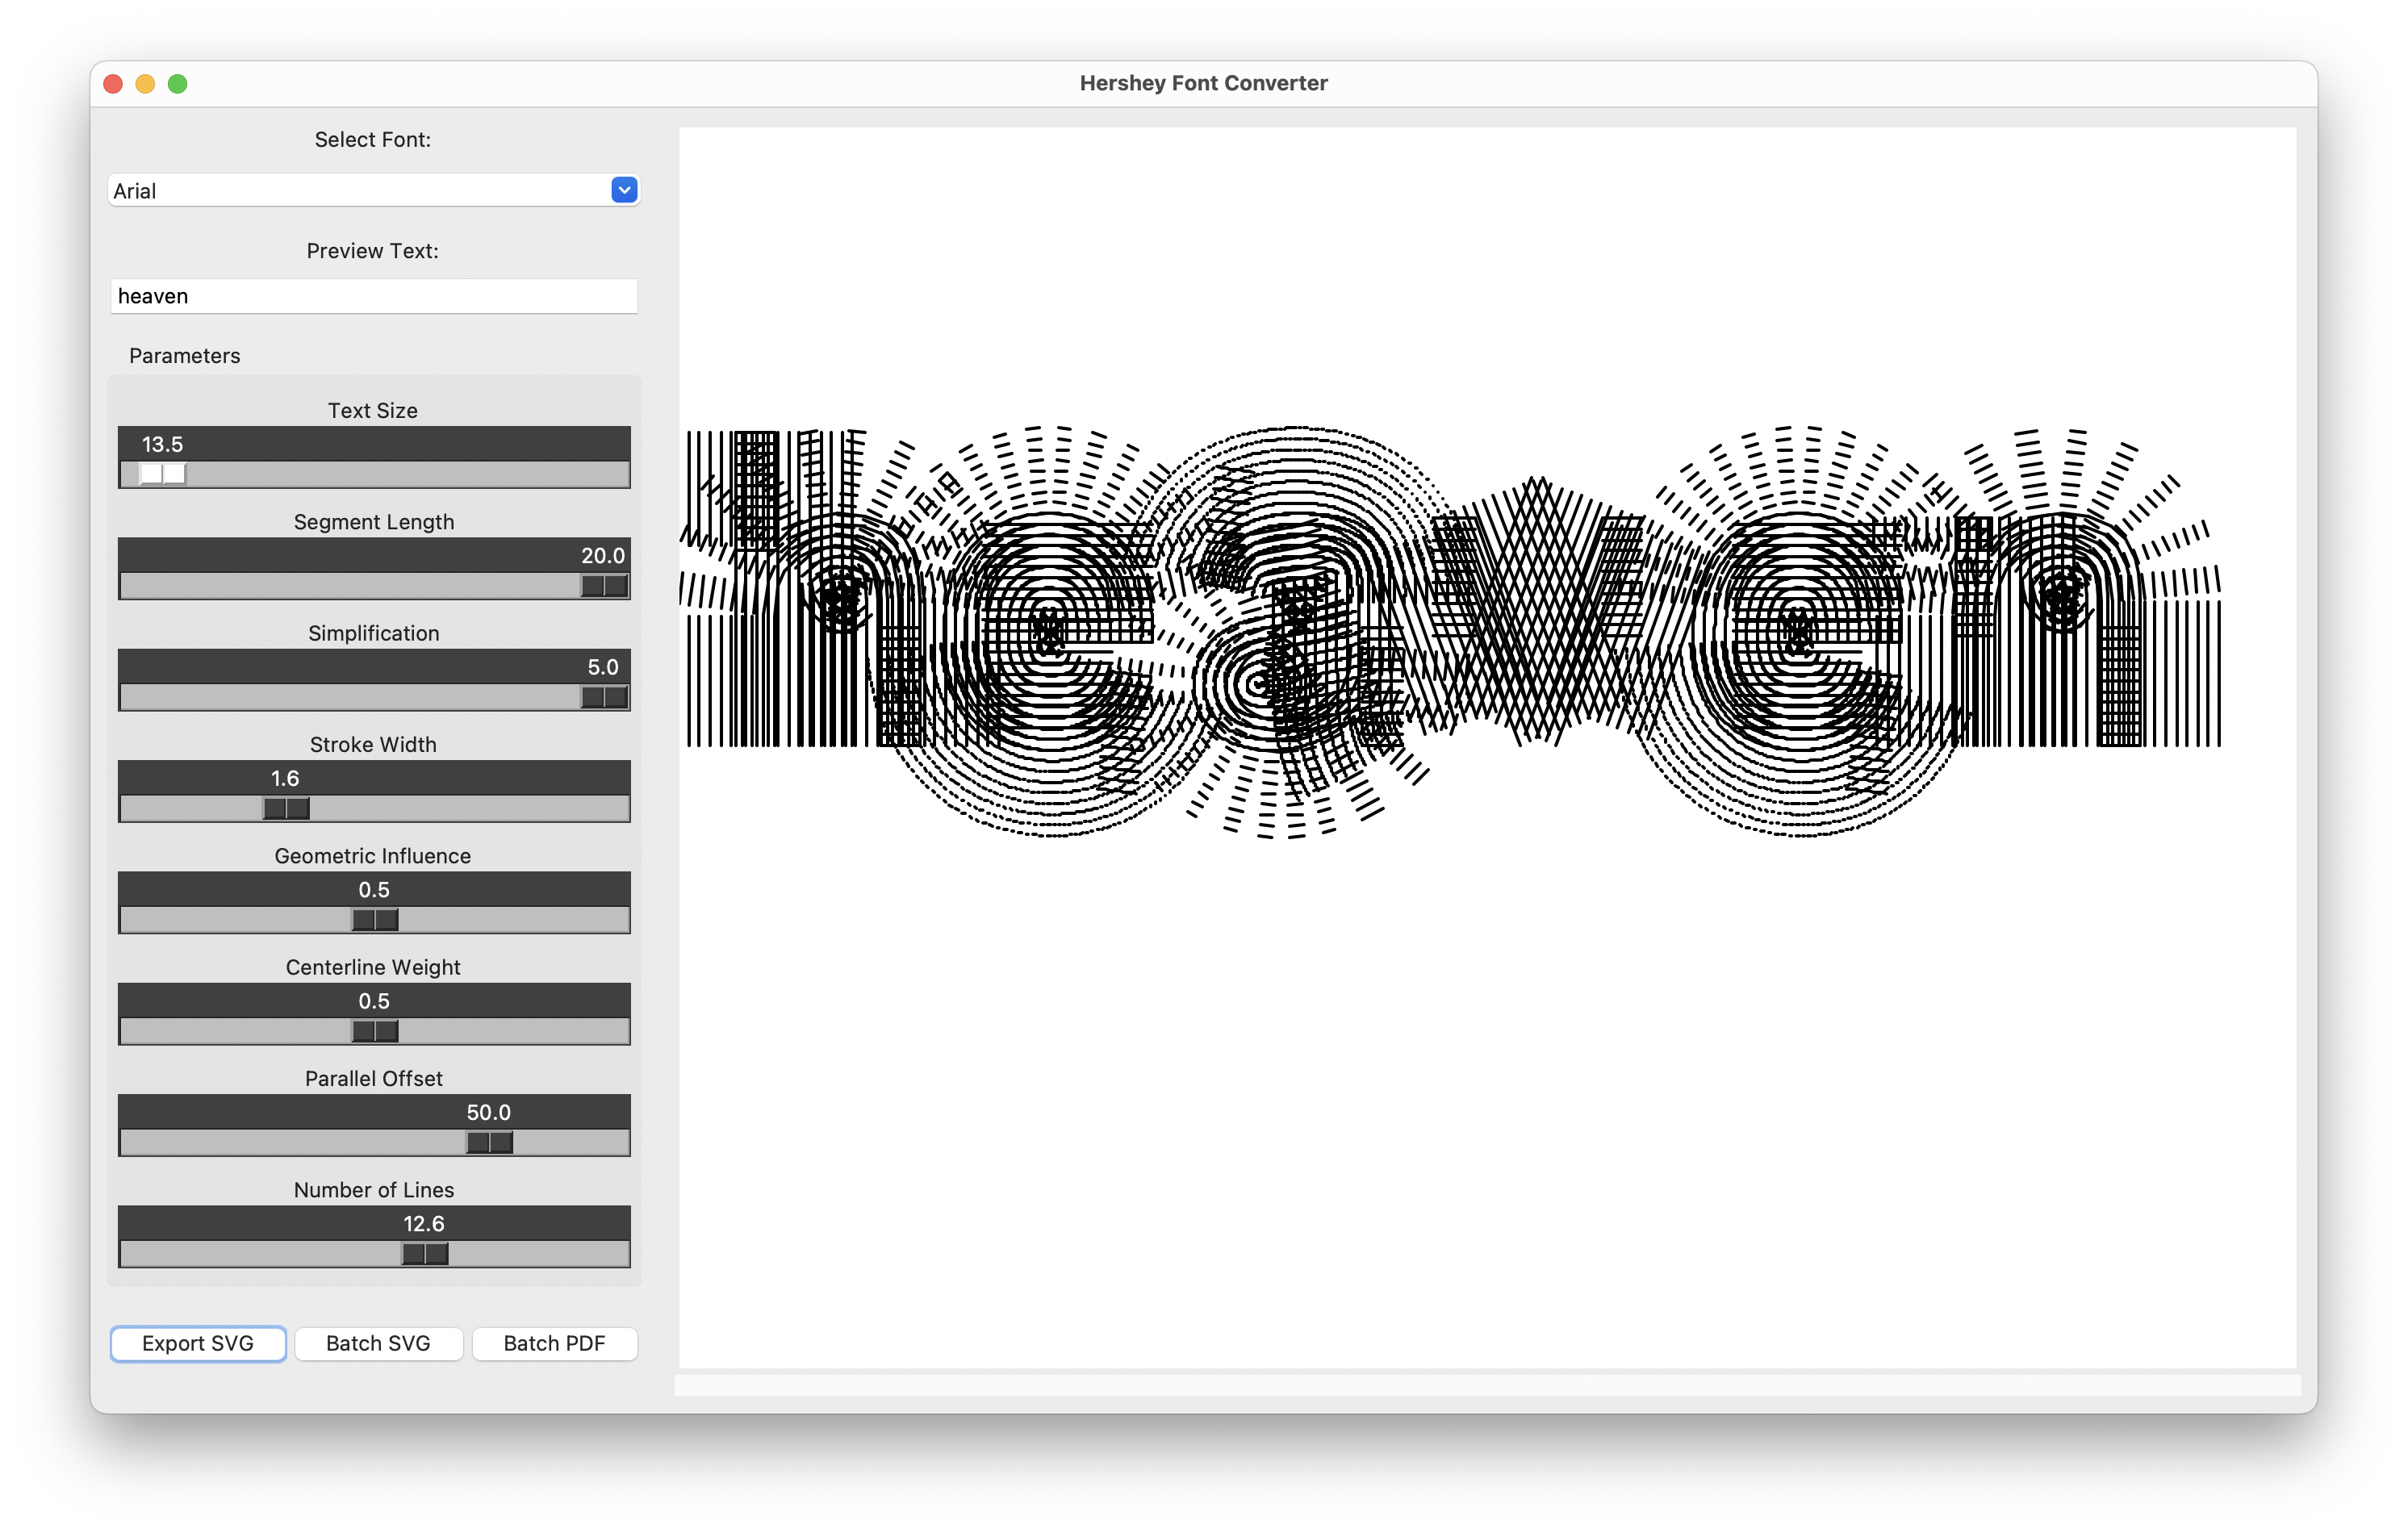 Hershey Font Converter
Select Font:
Arial
Preview Text:
heaven
Parameters
Text Size
13.5
Segment Length
20.0
Simplification
5.0
Stroke Width
1.6
Geometric Influence
0.5
Centerline Weight
0.5
Parallel Offset
50.0
Number of Lines
12.6
Export SVG Batch SVG Batch PDF
heaven